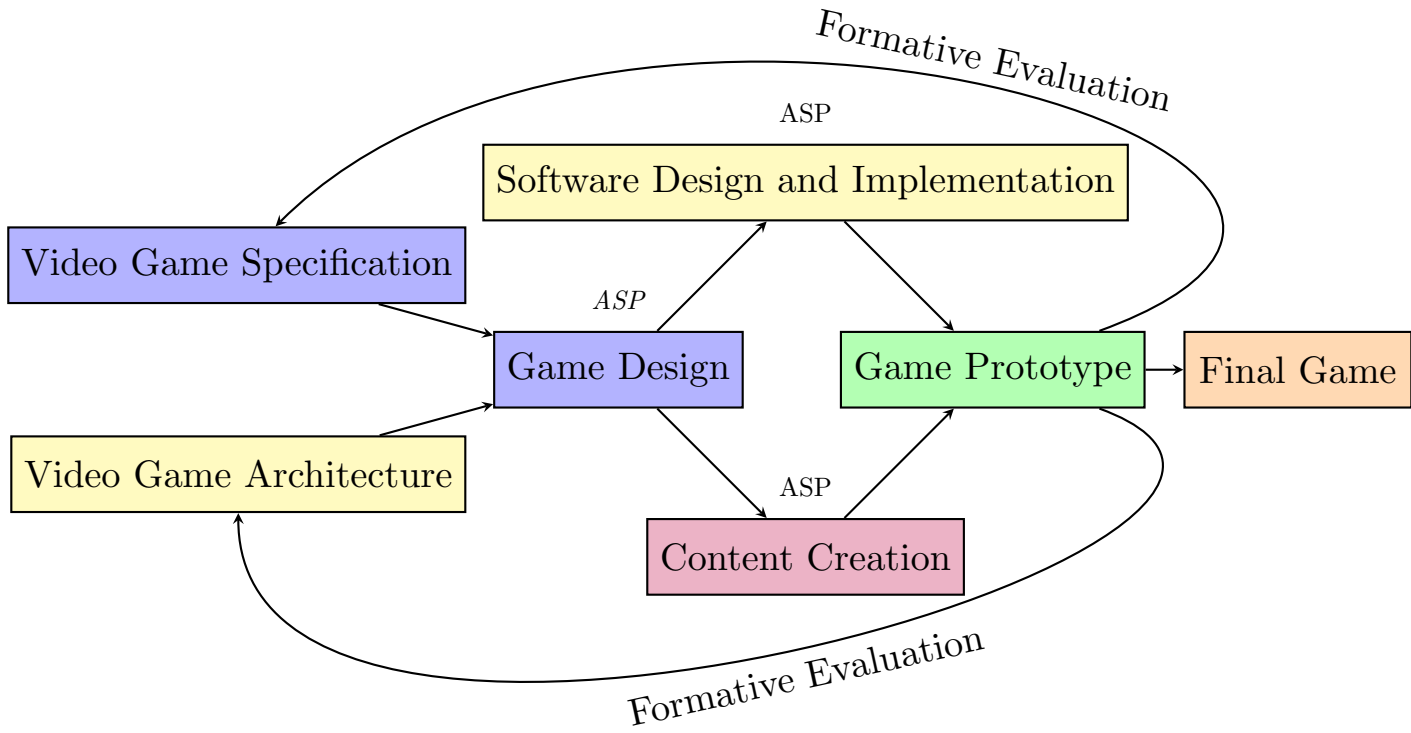 Formative Evaluation
ASP
Software Design and Implementation
Video Game Specification
ASP
Game Design
Game Prototype
Final Game
Video Game Architecture
ASP
Content Creation
Formative Evaluation